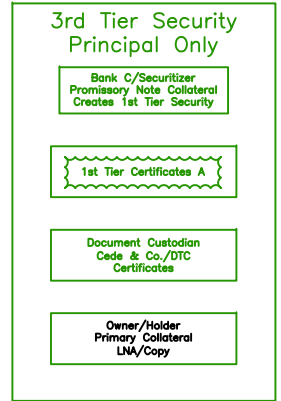 3rd Tier Security
Principal Only
Bank C/Securitizer
Promissory Note Collateral
Creates 1st Tier Security
1st Tier Certificates A
Document Custodian
Cede & Co./DTC
Certificates
Owner/Holder
Primary Collateral
LNA/Copy